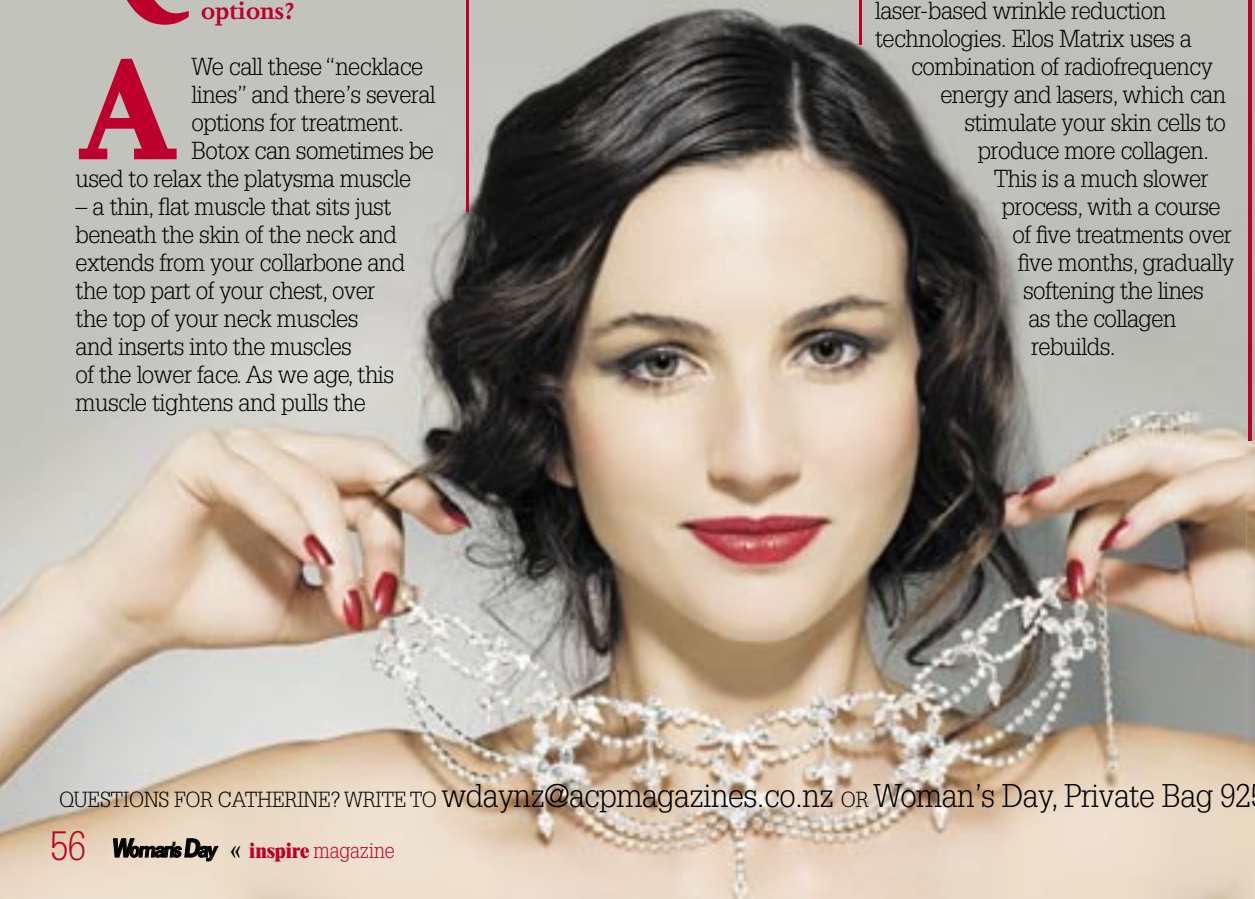 options?
A
We call these “necklace
lines” and there’s several
options for treatment.
Botox can sometimes be
used to relax the platysma muscle
– a thin, flat muscle that sits just
beneath the skin of the neck and
extends from your collarbone and
the top part of your chest, over
the top of your neck muscles
and inserts into the muscles
of the lower face. As we age, this
muscle tightens and pulls the
laser-based wrinkle reduction
technologies. Elos Matrix uses a
combination of radiofrequency
energy and lasers, which can
stimulate your skin cells to
produce more collagen.
This is a much slower
process, with a course
of five treatments over
five months, gradually
softening the lines
as the collagen
rebuilds.
QUESTIONS FOR CATHERINE? WRITE TO wdaynz@acpmagazines.co.nz OR Woman’s Day, Private Bag 925
56 Woman's Day « inspire magazine